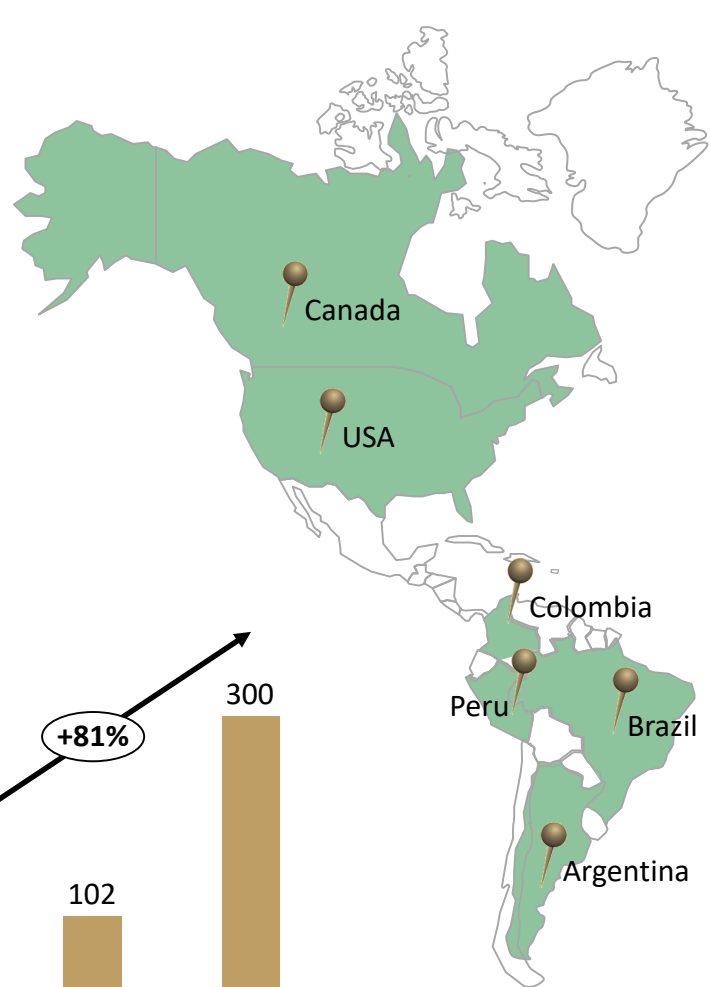 Canada
USA
Colombia
Peru
Brazil
Argentina
+81%
300
102